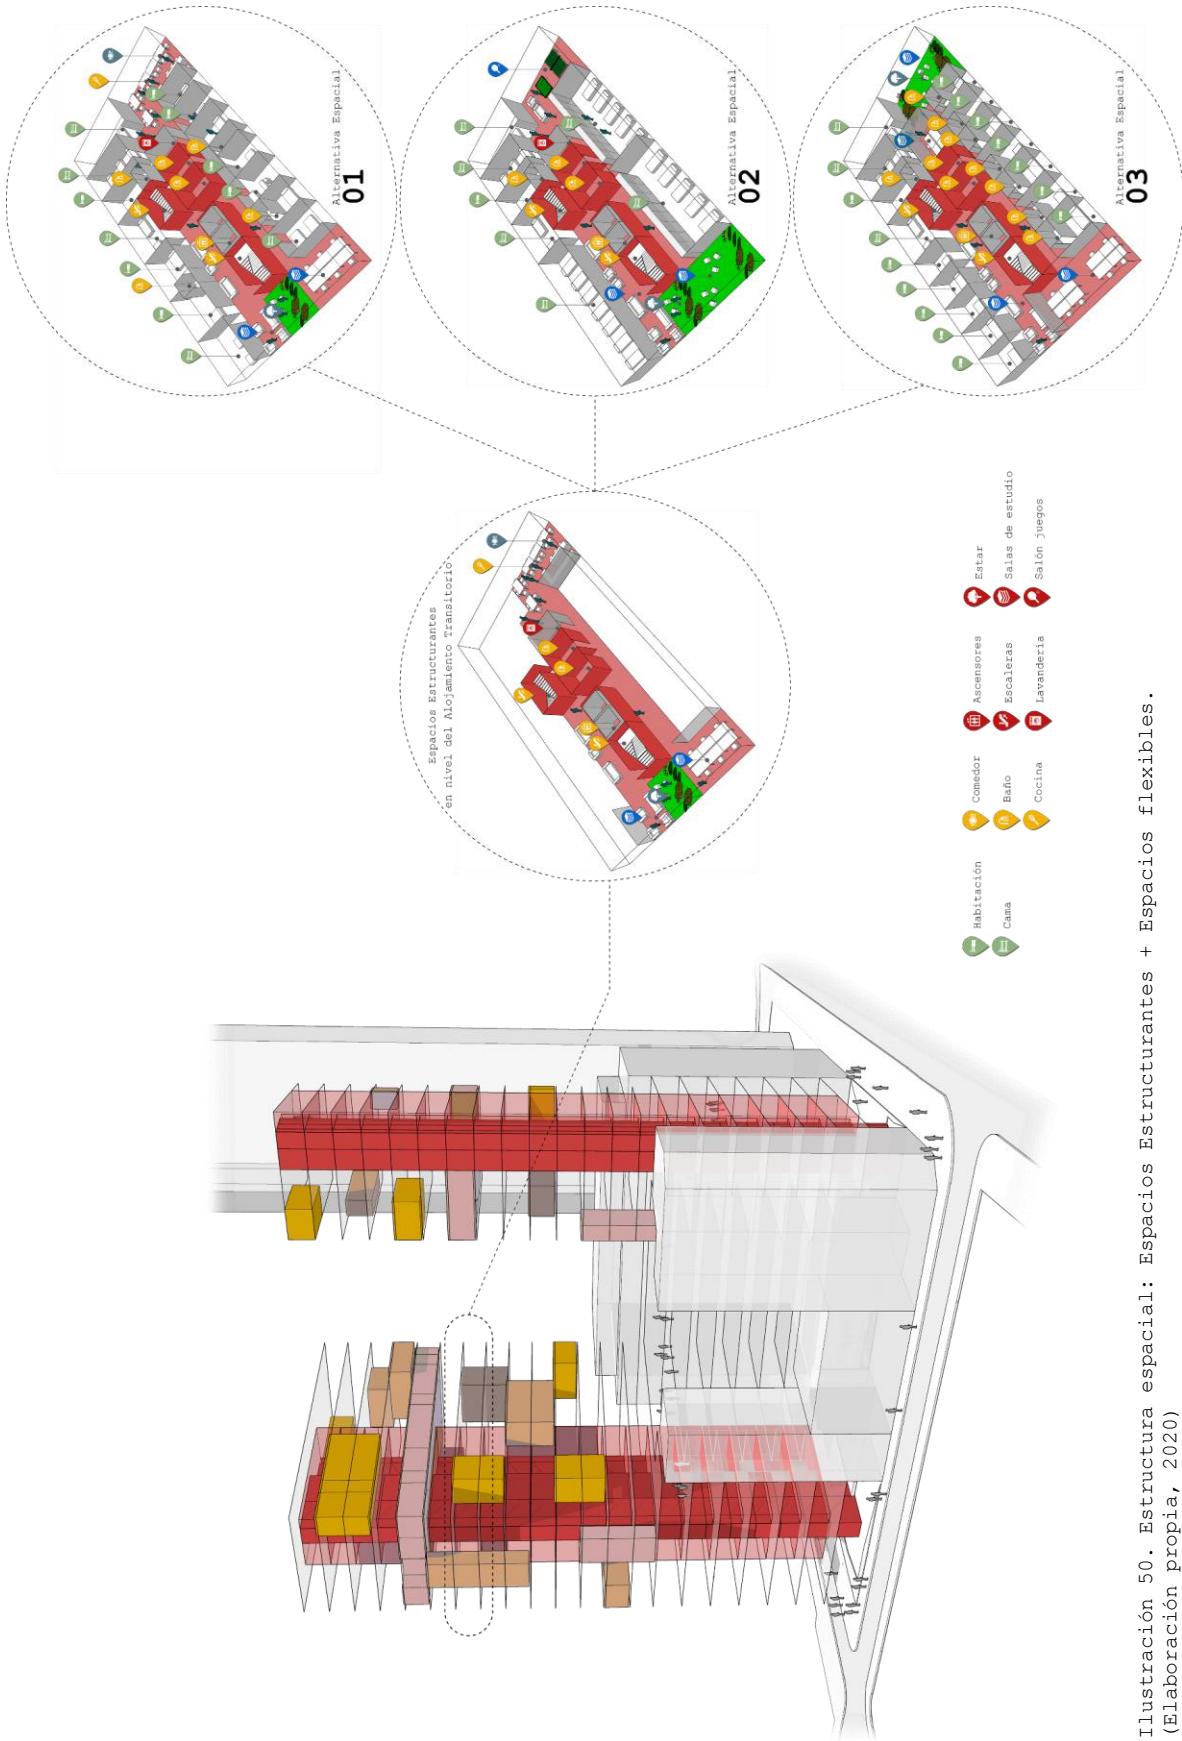 Espacios Estructurantes
en nivel del Alojamiento Transitorio
Alternativa Espacial
01
Alternativa Espacial
02
Alternativa Espacial
03
Habitación
Cama
Comedor
Baño
Cocina
Ascensores
Escaleras
Lavandería
Estar
Salas de estudio
Salón juegos
Ilustración 50. Estructura espacial: Espacios Estructurantes + Espacios flexibles.
(Elaboración propia, 2020)